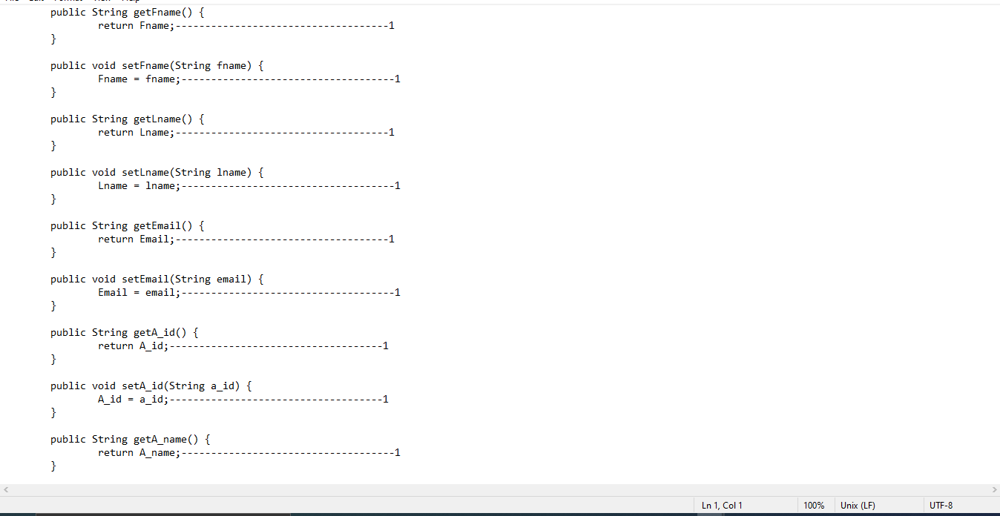 public String getFname() {
return Fname;------------------------------------1
}
public void setFname(String fname) {
Fname = fname;------------------------------------1
}
public String getLname() {
return Lname;------------------------------------1
}
public void setLname(String lname) {
Lname = lname;------------------------------------1
}
public String getEmail() {
return Email;------------------------------------1
}
public void setEmail(String email) {
Email = email;------------------------------------1
}
public String getA_id() {
return A_id;------------------------------------1
}
public void setA_id(String a_id) {
A_id = a_id;------------------------------------1
}
public String getA_name() {
return A_name;------------------------------------1
}
Ln 1, Col 1 100% Unix (LF) UTF-8